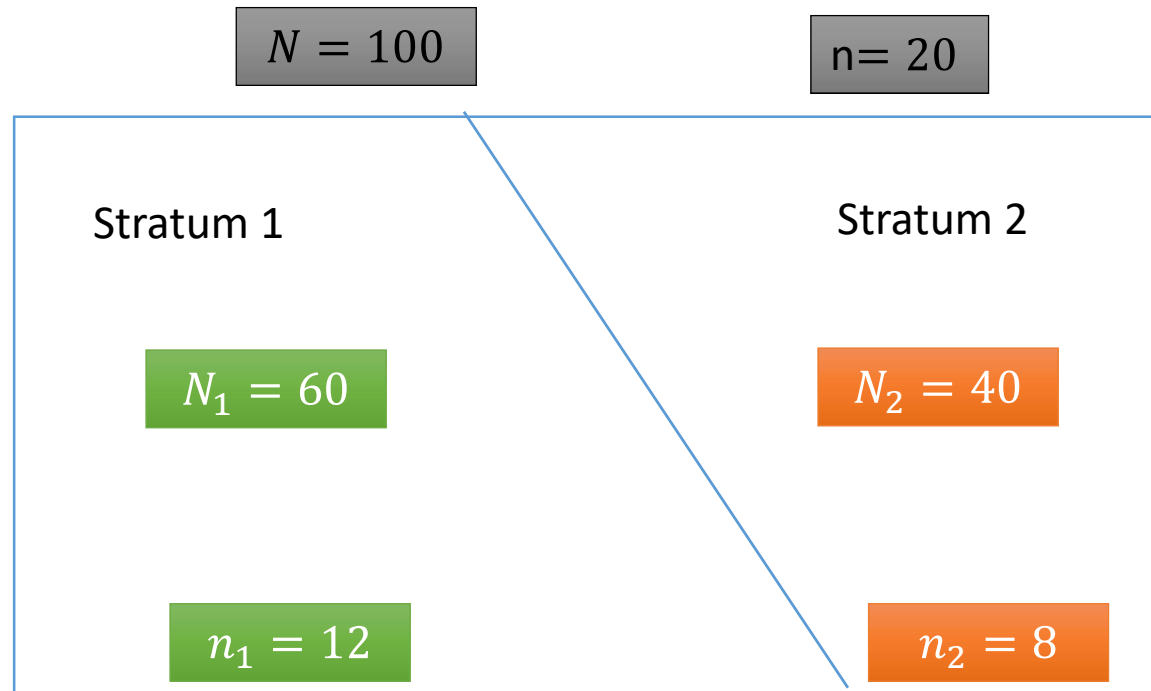 N = 100
n= 20
Stratum 1
Stratum 2
N₁ = 60
N₂ = 40
n₁ = 12
n₂ = 8